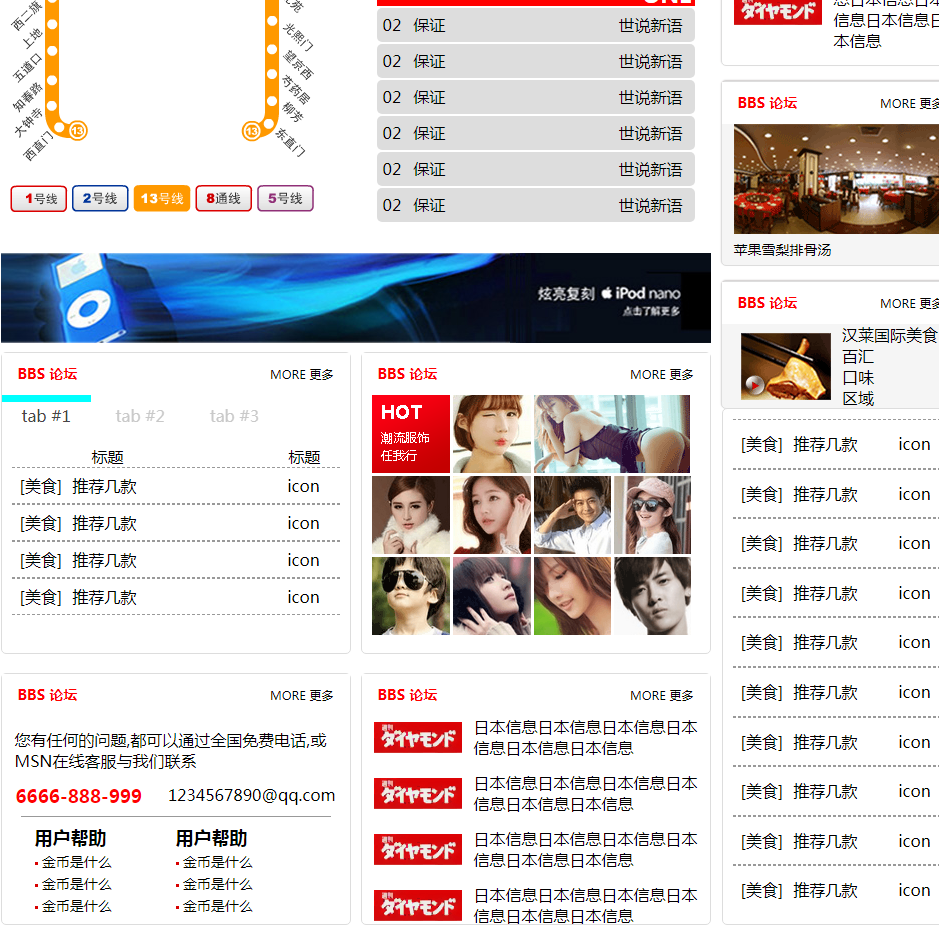 西二旗
上地
五道口
知春路
大钟寺
西直门
13
13
光熙门
望京西
芍药居
柳芳
东直门
1号线
2号线
13号线
8通线
5号线
ONE
02 保证 世说新语
02 保证 世说新语
02 保证 世说新语
02 保证 世说新语
02 保证 世说新语
02 保证 世说新语
炫亮复刻 iPod nano
点击了解更多
BBS 论坛 MORE 更多
tab #1 tab #2 tab #3
标题 标题
[美食] 推荐几款 icon
[美食] 推荐几款 icon
[美食] 推荐几款 icon
[美食] 推荐几款 icon
BBS 论坛 MORE 更多
HOT
潮流服饰
任我行
BBS 论坛 MORE 更多
您有任何的问题,都可以通过全国免费电话,或
MSN在线客服与我们联系
6666-888-999 1234567890@qq.com
用户帮助 用户帮助
金币是什么 金币是什么
金币是什么 金币是什么
金币是什么 金币是什么
BBS 论坛 MORE 更多
週刊
ダイヤモンド
日本信息日本信息日本信息日本
信息日本信息日本信息
週刊
ダイヤモンド
日本信息日本信息日本信息日本
信息日本信息日本信息
週刊
ダイヤモンド
日本信息日本信息日本信息日本
信息日本信息日本信息
週刊
ダイヤモンド
日本信息日本信息日本信息日本
信息日本信息日本信息
ダイヤモンド
息日本信息日本
信息日本信息日
本信息
BBS 论坛 MORE 更多
苹果雪梨排骨汤
BBS 论坛 MORE 更多
汉莱国际美食
百汇
口味
区域
[美食] 推荐几款 icon
[美食] 推荐几款 icon
[美食] 推荐几款 icon
[美食] 推荐几款 icon
[美食] 推荐几款 icon
[美食] 推荐几款 icon
[美食] 推荐几款 icon
[美食] 推荐几款 icon
[美食] 推荐几款 icon
[美食] 推荐几款 icon